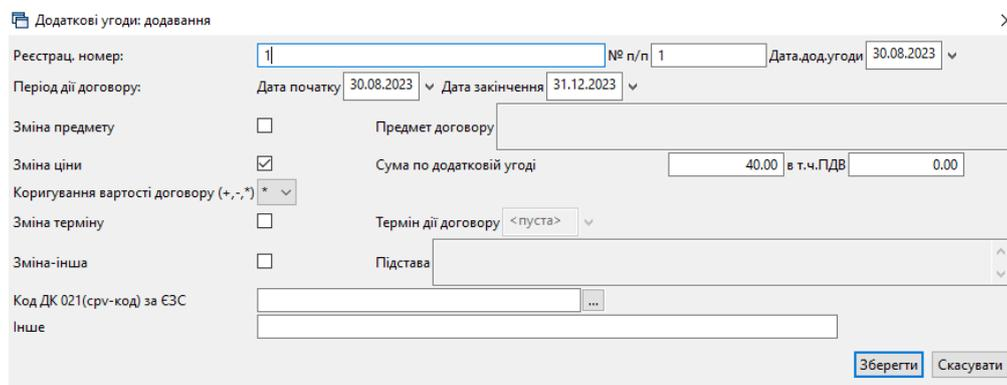 Додаткові угоди: додавання
Реєстрац. номер: 1 № п/п 1 Дата.дод.угоди 30.08.2023
Період дії договору: Дата початку 30.08.2023 Дата закінчення 31.12.2023
Зміна предмету Предмет договору
Зміна ціни Сума по додатковій угоді 40.00 в т.ч.ПДВ 0.00
Коригування вартості договору (+,-,*) *
Зміна терміну Термін дії договору <пуста>
Зміна-інша Підстава
Код ДК 021(cpv-код) за ЄЗС ...
Інше
Зберегти Скасувати